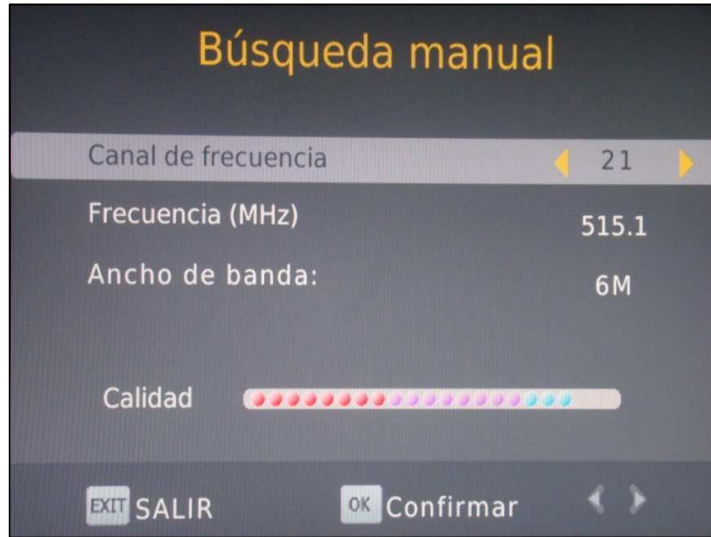 Búsqueda manual
Canal de frecuencia 21
Frecuencia (MHz) 515.1
Ancho de banda: 6M
Calidad
EXIT SALIR OK Confirmar